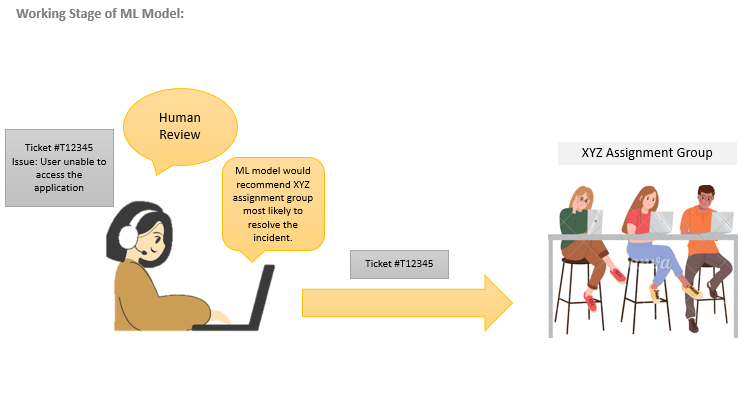 Working Stage of ML Model:
Human
Review
Ticket #T12345
Issue: User unable to
access the
application
ML model would
recommend XYZ
assignment group
most likely to
resolve the
incident.
Ticket #T12345
XYZ Assignment Group